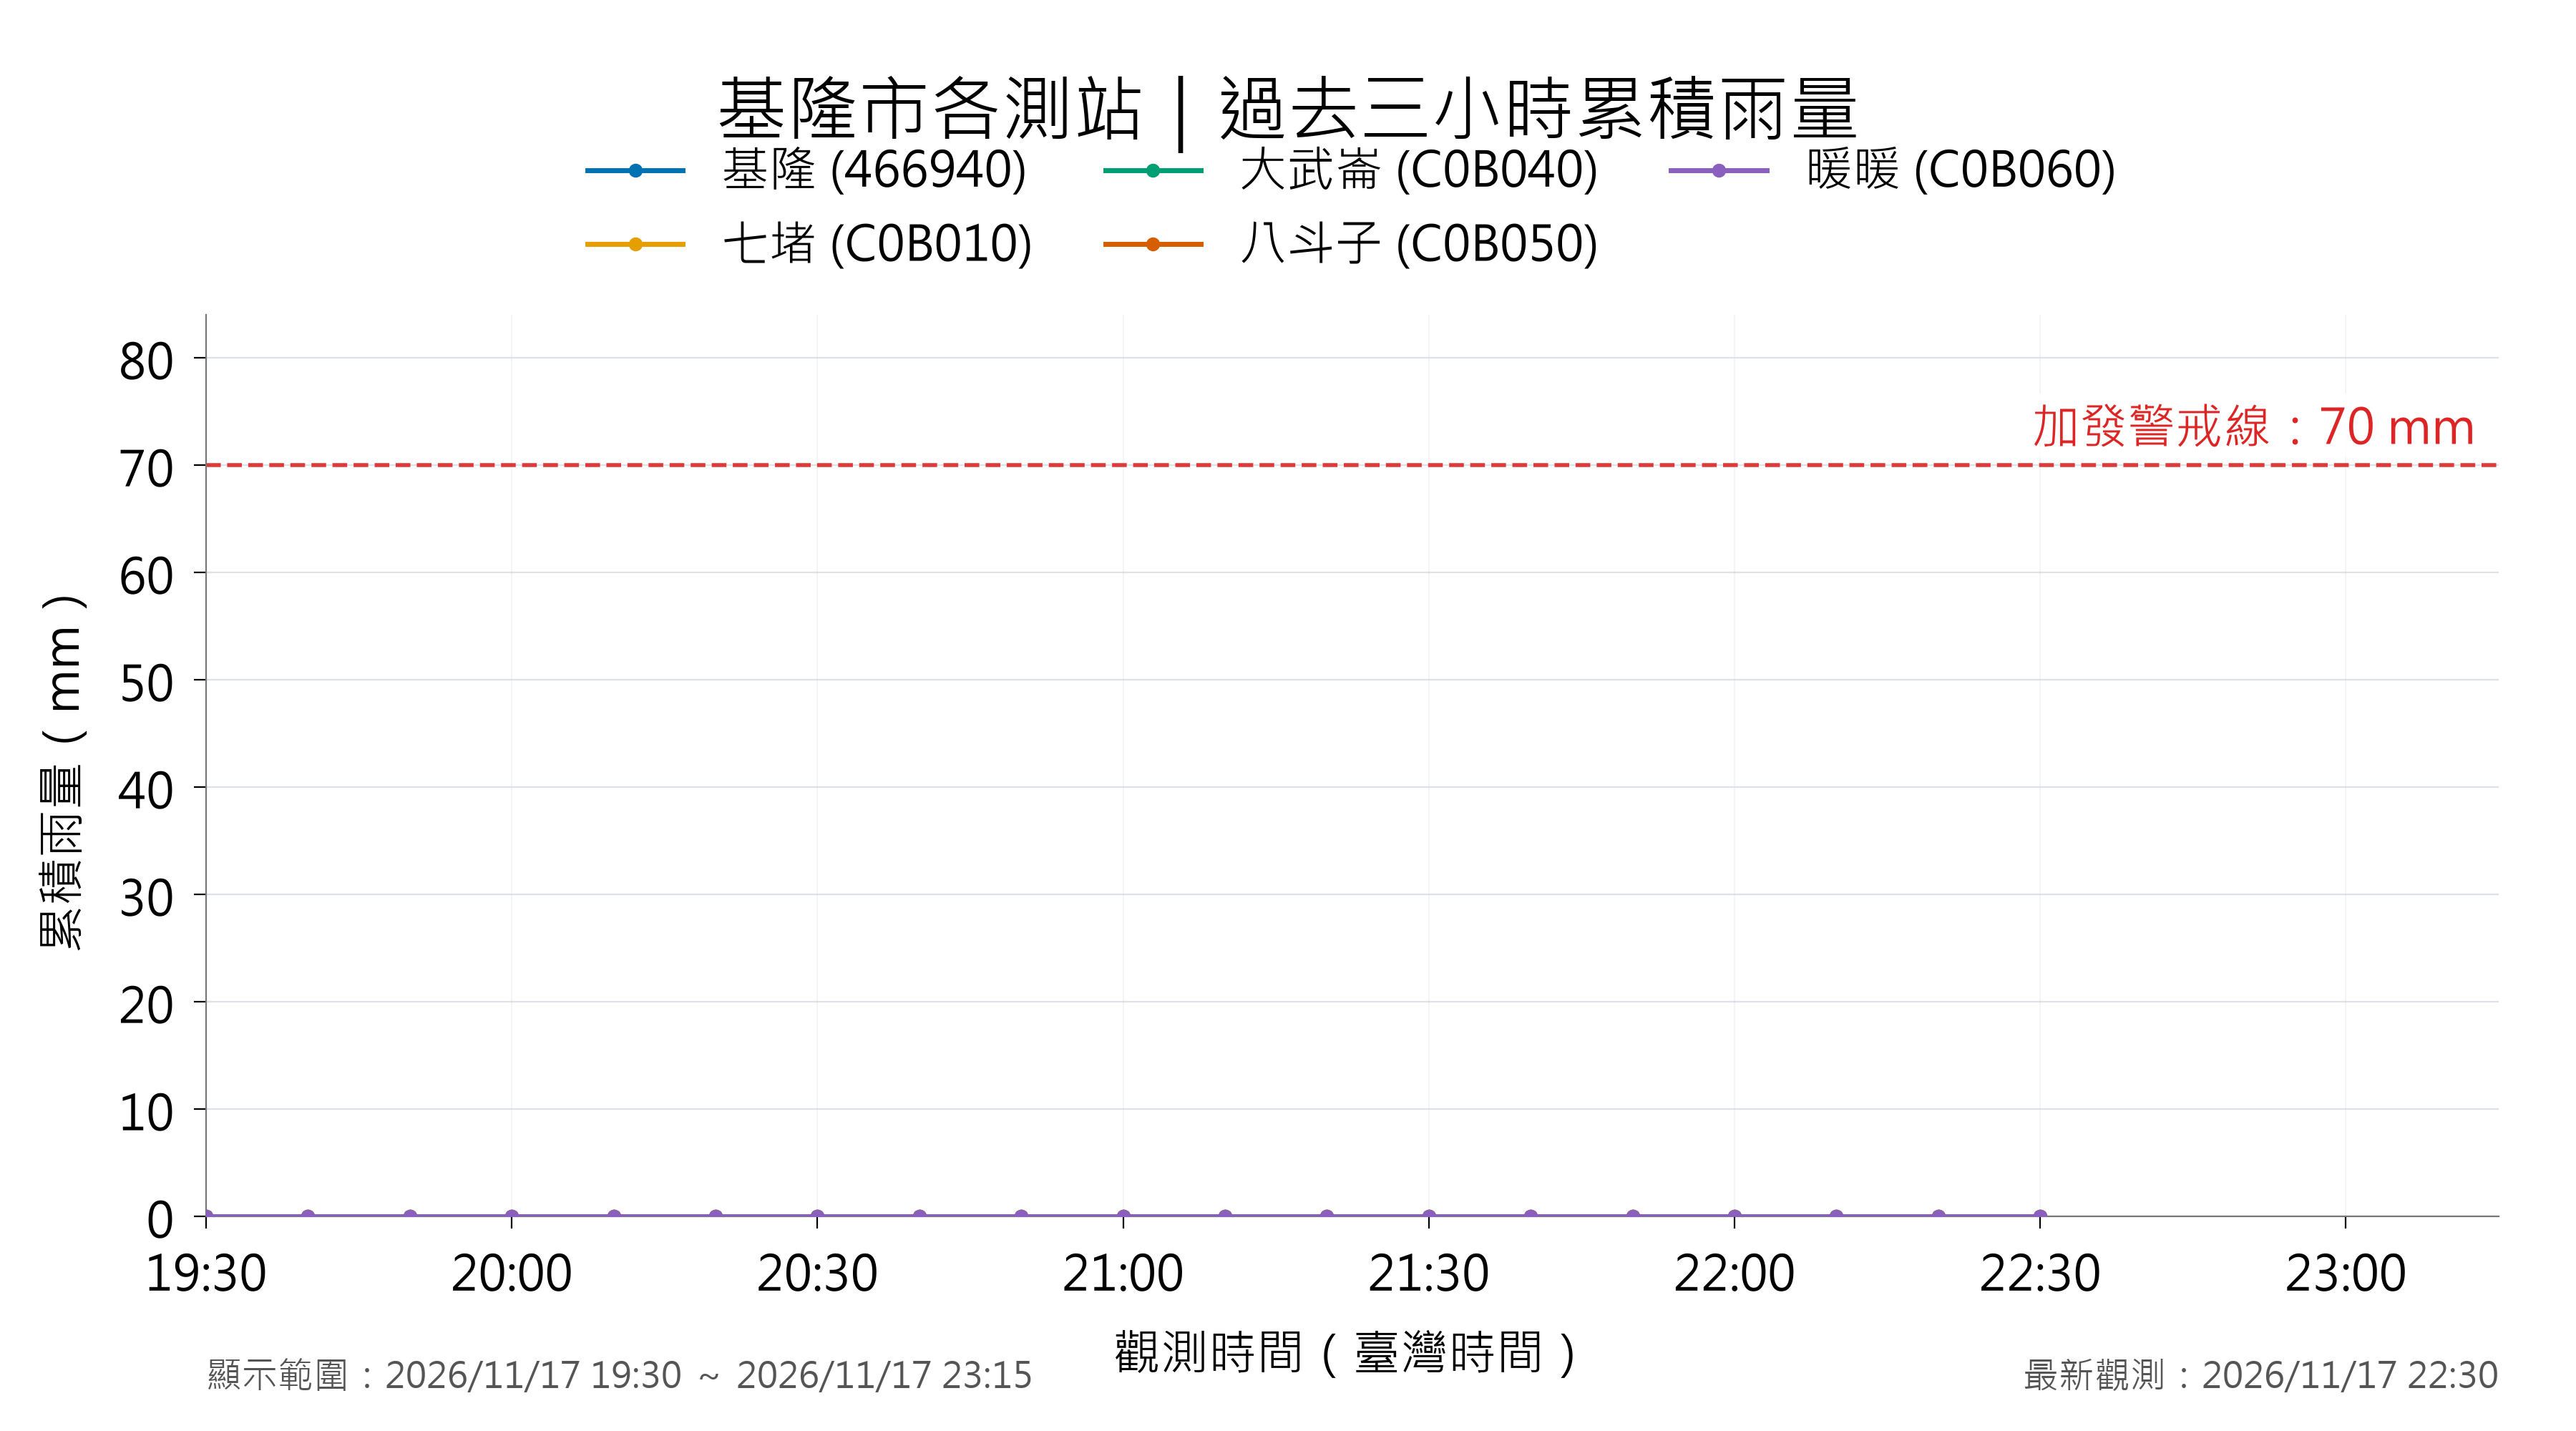 基隆市各測站｜過去三小時累積雨量
基隆 (466940) 大武崙 (C0B040) 暖暖 (C0B060)
七堵 (C0B010) 八斗子 (C0B050)
80
加發警戒線：70 mm
70
60
50
40
30
20
10
0
累積雨量（mm）
19:30 20:00 20:30 21:00 21:30 22:00 22:30 23:00
觀測時間（臺灣時間）
顯示範圍：2026/11/17 19:30 ~ 2026/11/17 23:15
最新觀測：2026/11/17 22:30